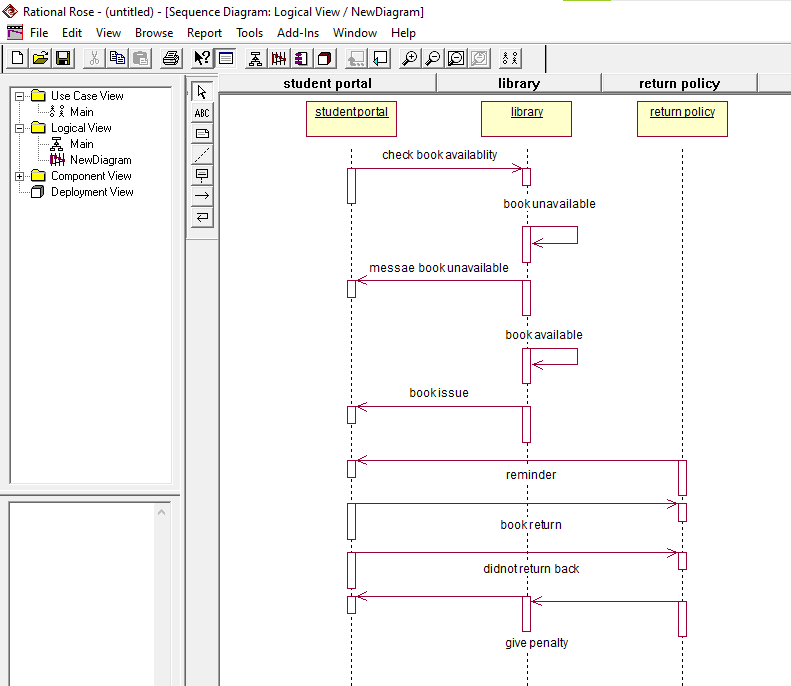 Rational Rose - (untitled) - [Sequence Diagram: Logical View / NewDiagram]
File Edit View Browse Report Tools Add-Ins Window Help
student portal library return policy
Use Case View
Main
Logical View
Main
NewDiagram
Component View
Deployment View
ABC
studentportal library return policy
check book availablity
book unavailable
messae book unavailable
book available
book issue
reminder
book return
didnot return back
give penalty